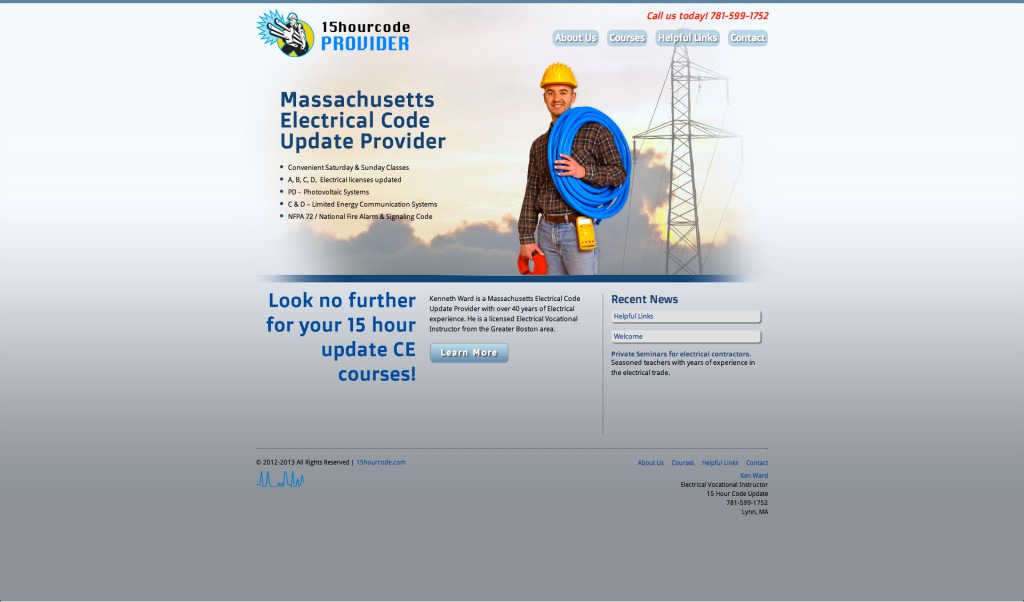 Call us today! 781-599-1752
15hourcode
PROVIDER
About Us
Courses
Helpful Links
Contact
Massachusetts
Electrical Code
Update Provider
Convenient Saturday & Sunday Classes
A, B, C, D, Electrical licenses updated
PD - Photovoltaic Systems
C & D – Limited Energy Communication Systems
NFPA 72 / National Fire Alarm & Signaling Code
Look no further
for your 15 hour
update CE
courses!
Kenneth Ward is a Massachusetts Electrical Code
Update Provider with over 40 years of Electrical
experience. He is a licensed Electrical Vocational
Instructor from the Greater Boston area.
Learn More
Recent News
Helpful Links
Welcome
Private Seminars for electrical contractors.
Seasoned teachers with years of experience in
the electrical trade.
© 2012-2013 All Rights Reserved | 15hourcode.com
About Us
Courses
Helpful Links
Contact
Ken Ward
Electrical Vocational Instructor
15 Hour Code Update
781-599-1752
Lynn, MA